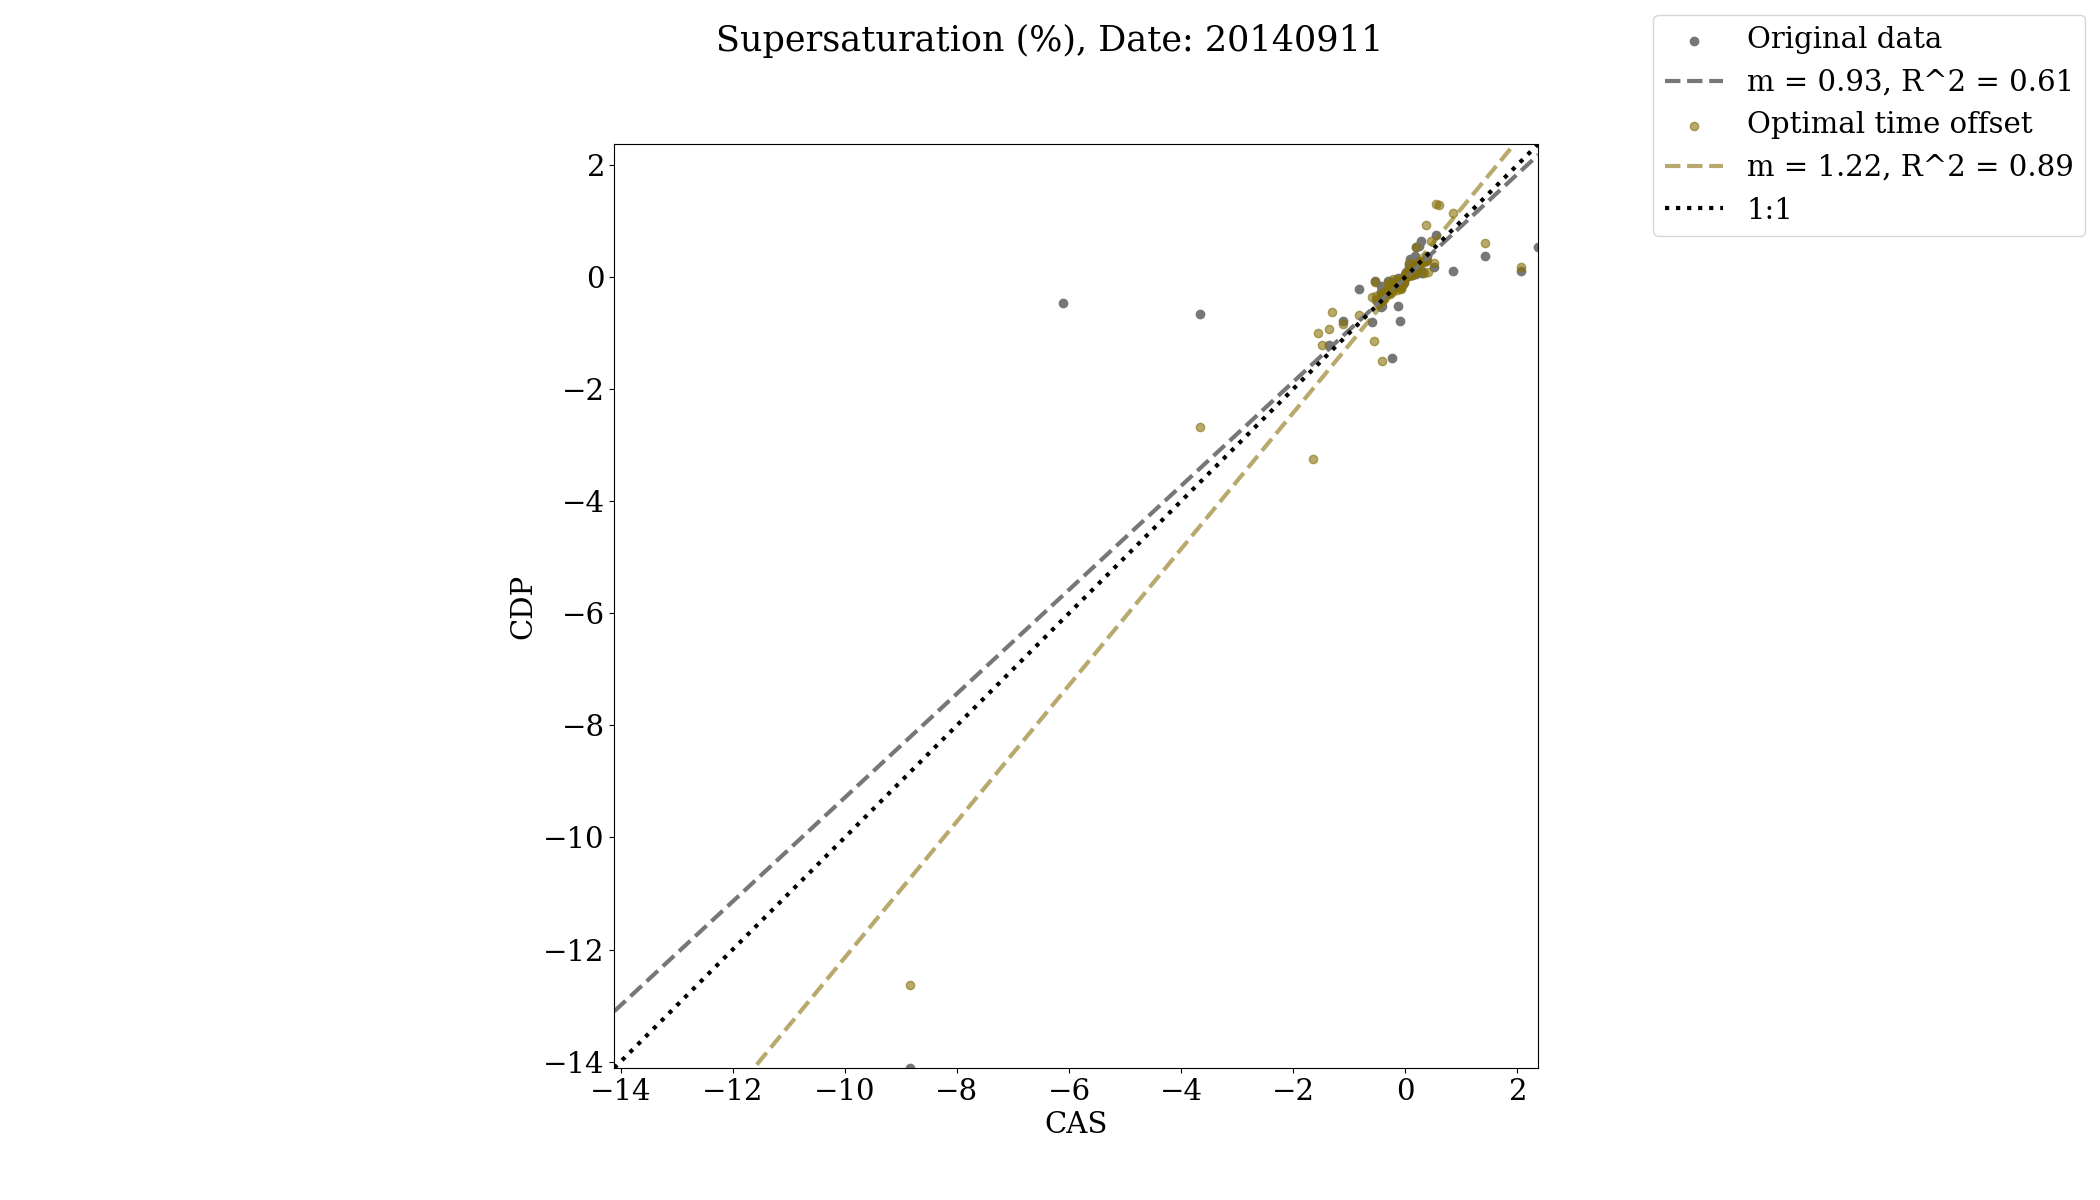 Supersaturation (%), Date: 20140911
Original data
m = 0.93, R^2 = 0.61
Optimal time offset
m = 1.22, R^2 = 0.89
1:1
2
0
−2
−4
−6
−8
−10
−12
−14
CDP
−14 −12 −10 −8 −6 −4 −2 0 2
CAS